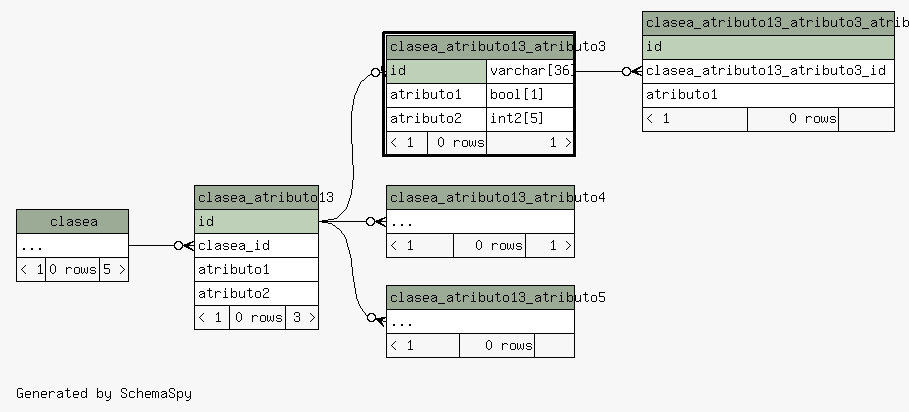 clasea_atributo13_atributo3_atrib
id
clasea_atributo13_atributo3_id
atributo1
< 1 0 rows
clasea_atributo13_atributo3
id varchar[36]
atributo1 bool[1]
atributo2 int2[5]
< 1 0 rows 1 >
clasea_atributo13
id
clasea_id
atributo1
atributo2
< 1 0 rows 3 >
clasea_atributo13_atributo4
...
< 1 0 rows 1 >
clasea
...
< 1 0 rows 5 >
clasea_atributo13_atributo5
...
< 1 0 rows
Generated by SchemaSpy